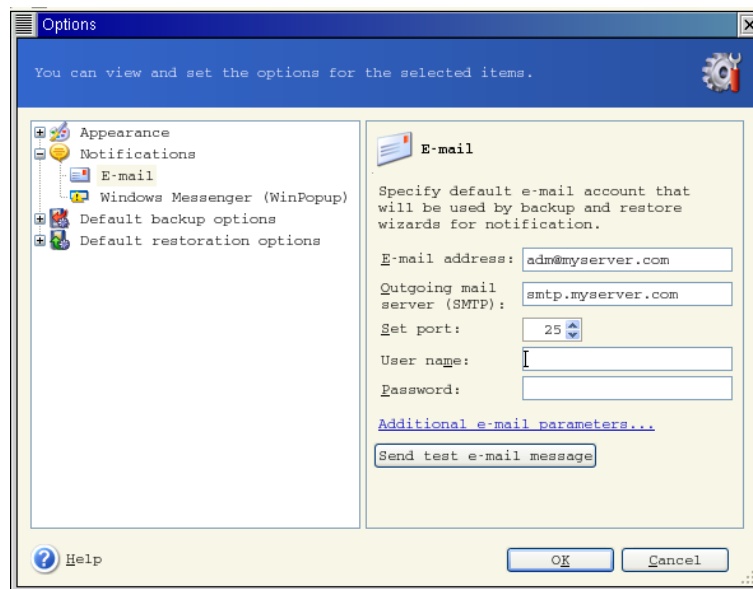 Options
You can view and set the options for the selected items.
Appearance
Notifications
E-mail
Windows Messenger (WinPopup)
Default backup options
Default restoration options
E-mail
Specify default e-mail account that
will be used by backup and restore
wizards for notification.
E-mail address: adm@myserver.com
Outgoing mail
server (SMTP): smtp.myserver.com
Set port: 25
User name:
Password:
Additional e-mail parameters...
Send test e-mail message
Help
OK
Cancel